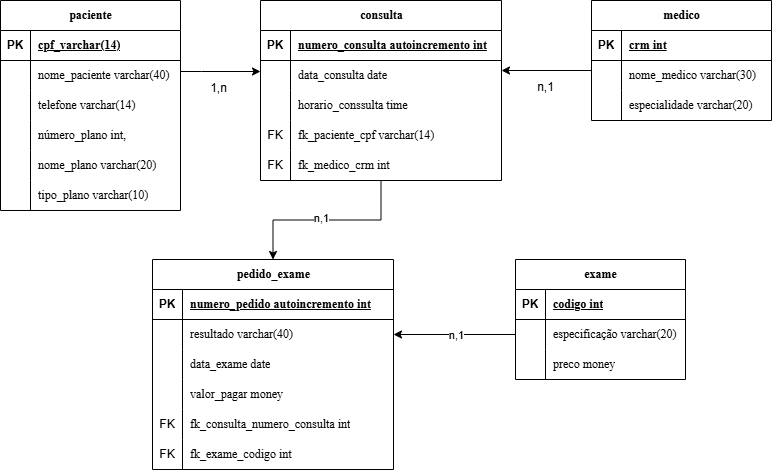 paciente
PK cpf_varchar(14)
nome_paciente varchar(40)
telefone varchar(14)
número_plano int,
nome_plano varchar(20)
tipo_plano varchar(10)
1,n
consulta
PK numero_consulta autoincremento int
data_consulta date
horario_conssulta time
FK fk_paciente_cpf varchar(14)
FK fk_medico_crm int
n,1
medico
PK crm int
nome_medico varchar(30)
especialidade varchar(20)
n,1
pedido_exame
PK numero_pedido autoincremento int
resultado varchar(40)
data_exame date
valor_pagar money
FK fk_consulta_numero_consulta int
FK fk_exame_codigo int
n,1
exame
PK codigo int
especificação varchar(20)
preco money